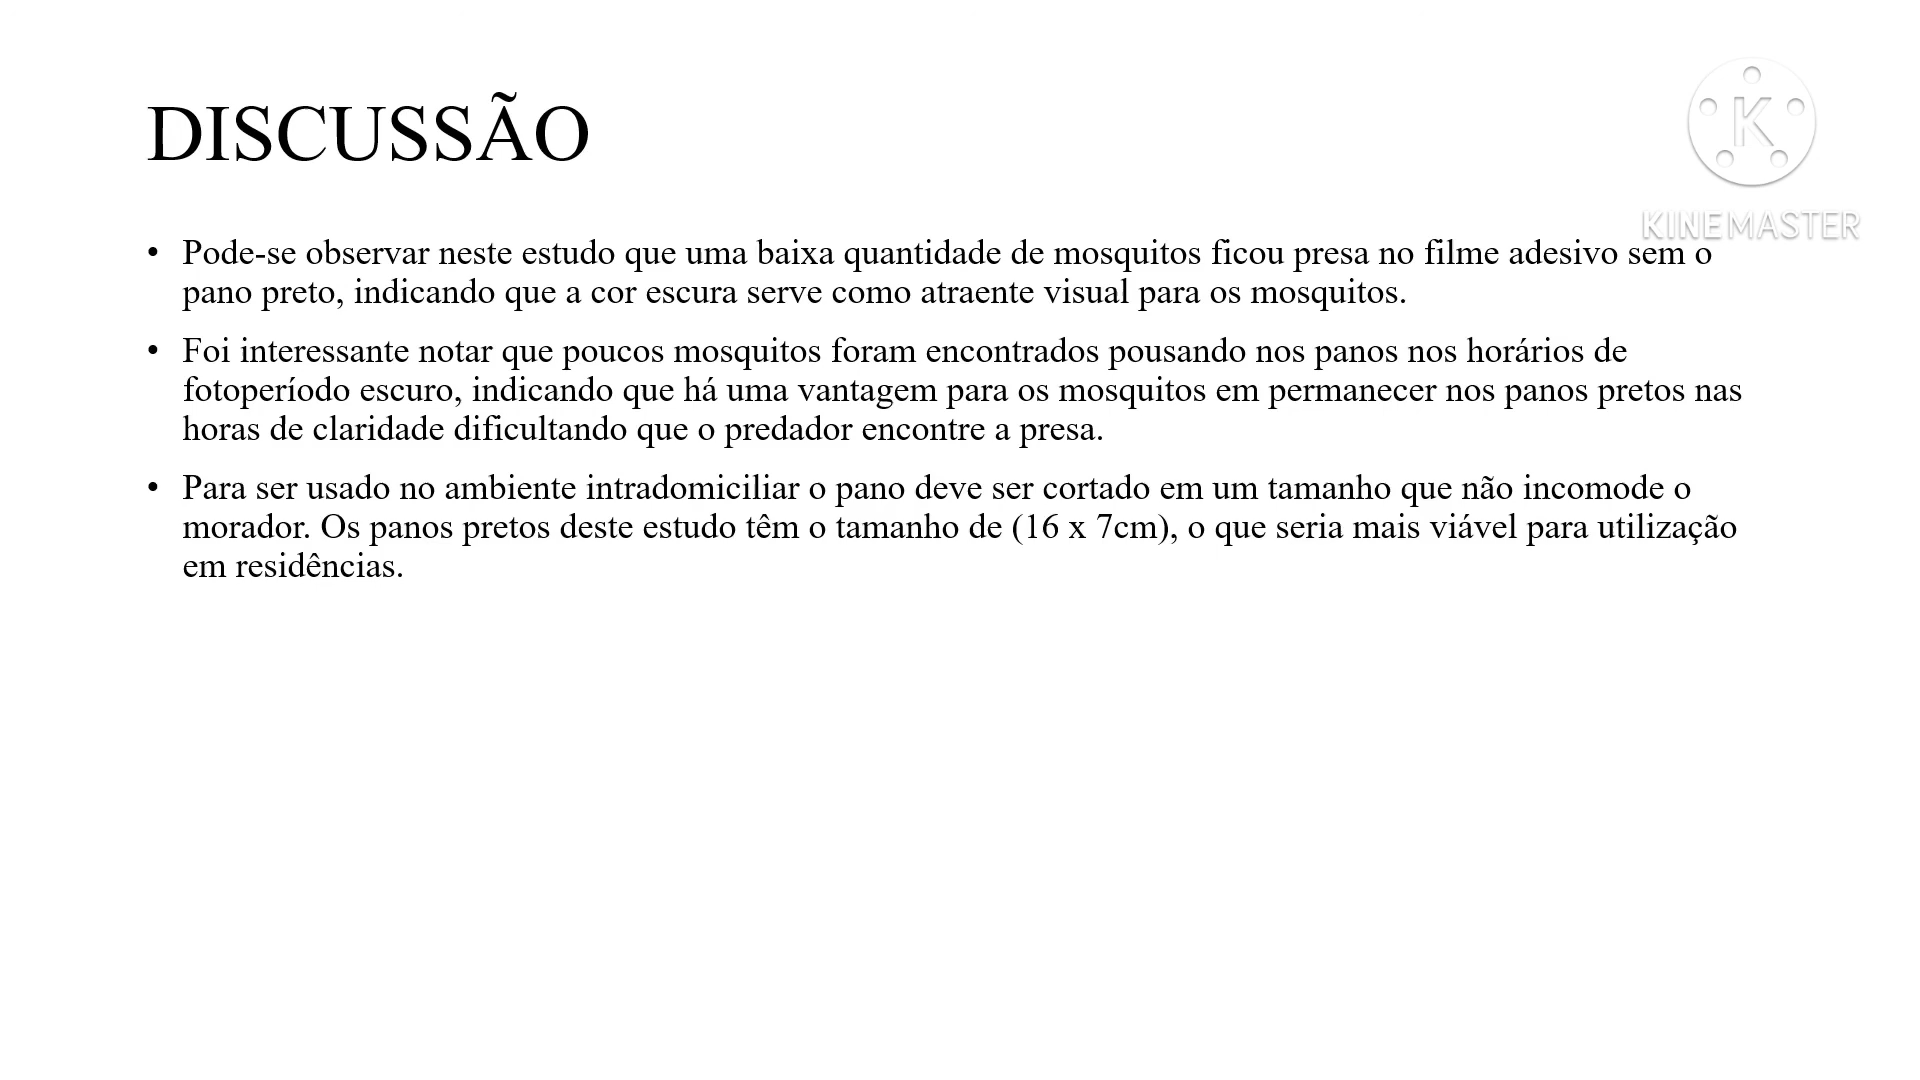 DISCUSSÃO
K
KINEMASTER
• Pode-se observar neste estudo que uma baixa quantidade de mosquitos ficou presa no filme adesivo sem o
pano preto, indicando que a cor escura serve como atraente visual para os mosquitos.
• Foi interessante notar que poucos mosquitos foram encontrados pousando nos panos nos horários de
fotoperíodo escuro, indicando que há uma vantagem para os mosquitos em permanecer nos panos pretos nas
horas de claridade dificultando que o predador encontre a presa.
• Para ser usado no ambiente intradomiciliar o pano deve ser cortado em um tamanho que não incomode o
morador. Os panos pretos deste estudo têm o tamanho de (16 x 7cm), o que seria mais viável para utilização
em residências.